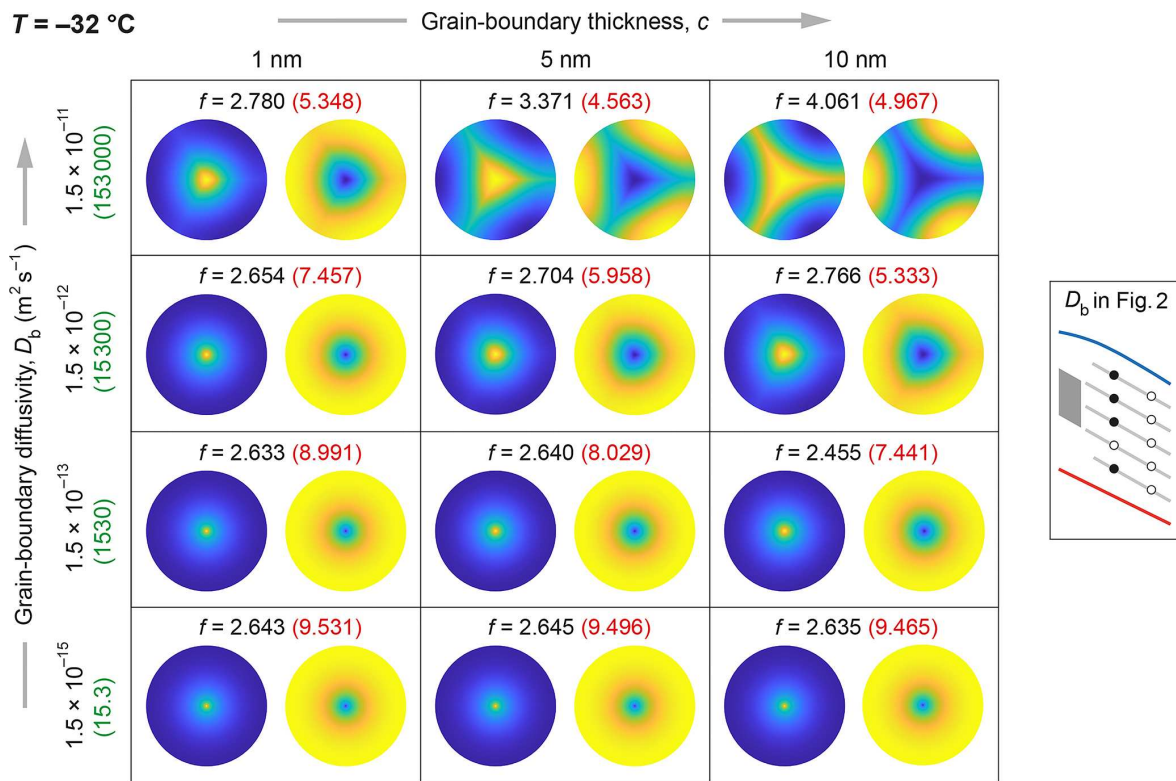 T = –32 °C
Grain-boundary thickness, c
1 nm 5 nm 10 nm
Grain-boundary diffusivity, D_b (m² s⁻¹)
1.5 × 10⁻¹¹
(153 000)
f = 2.780 (5.348) f = 3.371 (4.563) f = 4.061 (4.967)
1.5 × 10⁻¹²
(15 300)
f = 2.654 (7.457) f = 2.704 (5.958) f = 2.766 (5.333)
1.5 × 10⁻¹³
(1530)
f = 2.633 (8.991) f = 2.640 (8.029) f = 2.455 (7.441)
1.5 × 10⁻¹⁵
(15.3)
f = 2.643 (9.531) f = 2.645 (9.496) f = 2.635 (9.465)
D_b in Fig. 2